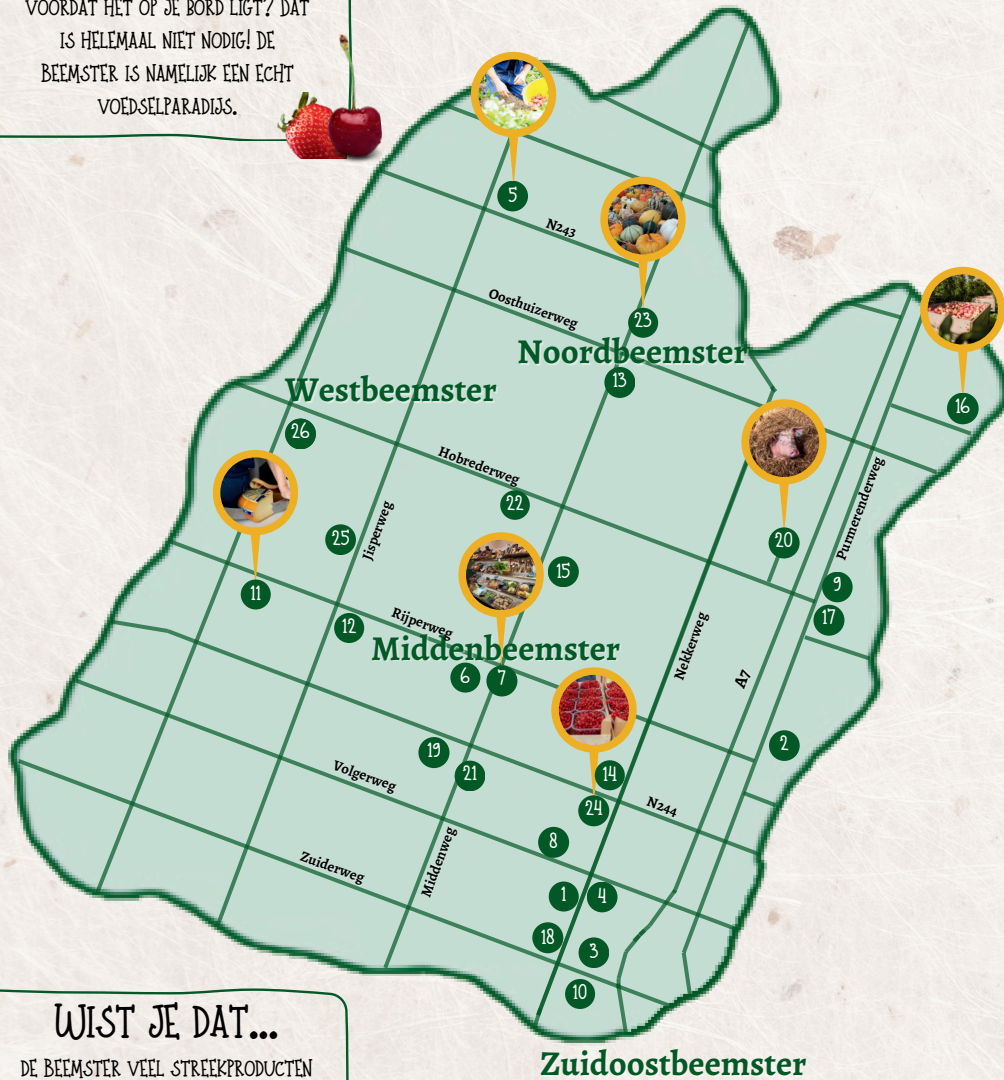 VOORDAT HET OP JE BORD LIGT? DAT
IS HELEMAAL NIET NODIG! DE
BEEMSTER IS NAMELIJK EEN ECHT
VOEDSELPARADIJS.
5
N243
Oosthuizerweg
23
Noordbeemster
13
16
Westbeemster
26
Hobrederweg
22
Jisperweg
25
15
20
Purmerenderweg
9
17
11
12
Rijperweg
Middenbeemster
6
7
Nekkerweg
A7
2
19
21
14
24
N244
Volgerweg
8
Middenweg
Zuiderweg
1
4
18
3
10
Zuidoostbeemster
WIST JE DAT...
DE BEEMSTER VEEL STREEKPRODUCTEN